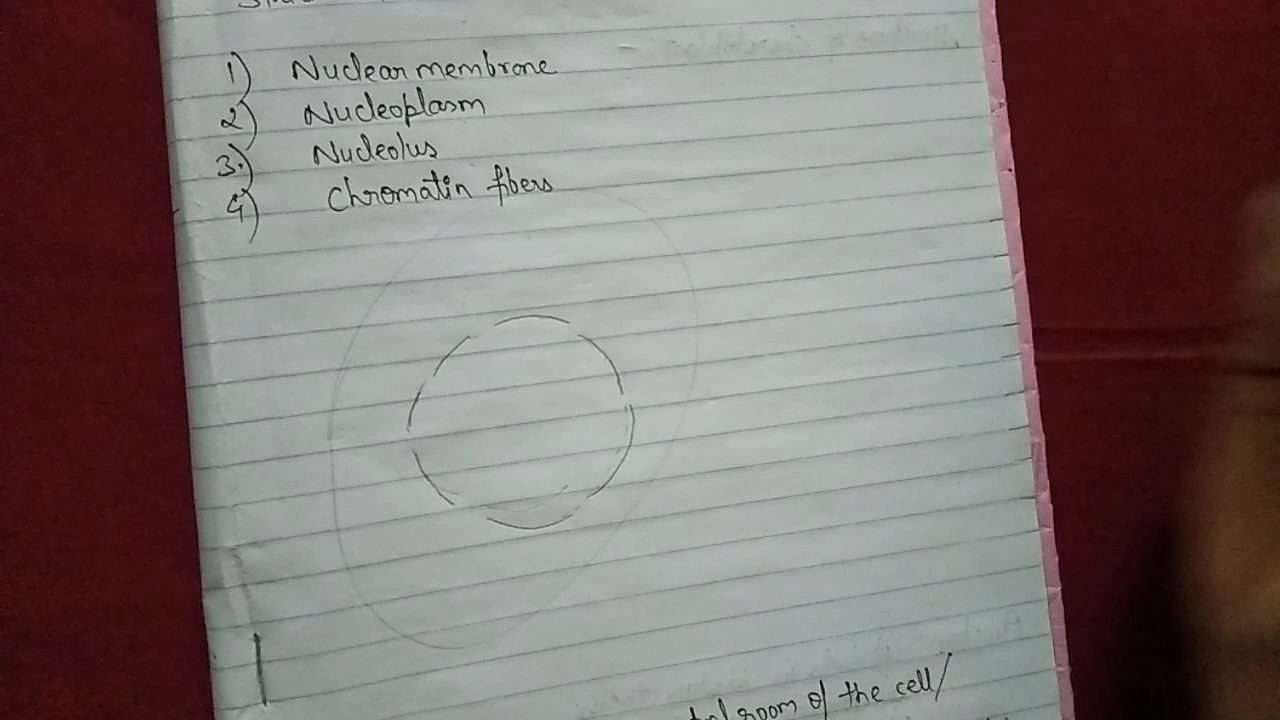 1) Nuclear membrane
2) Nucleoplasm
3.) Nucleolus
4) Chromatin fibers
room of the cell/